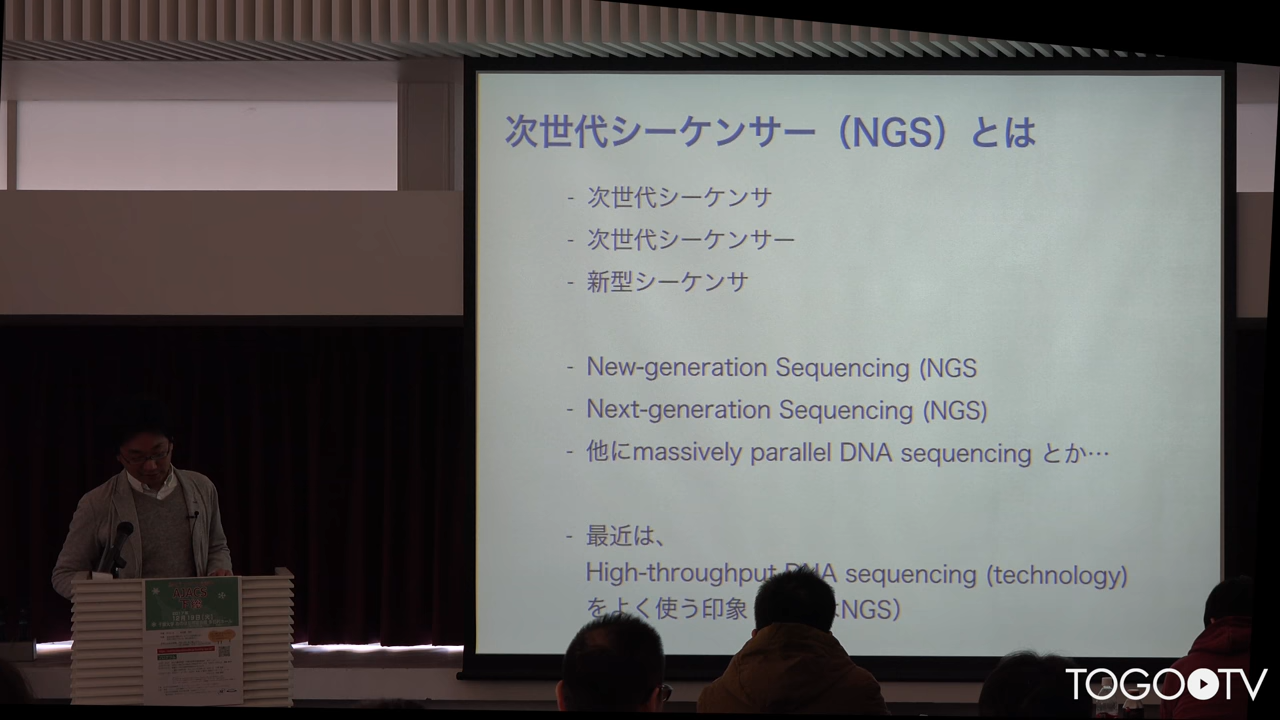 次世代シーケンサー（NGS）とは
- 次世代シーケンサ
- 次世代シーケンサー
- 新型シーケンサ
- New-generation Sequencing (NGS
- Next-generation Sequencing (NGS)
- 他にmassively parallel DNA sequencing とか…
- 最近は、
High-throughput DNA sequencing (technology)
をよく使う印象 NGS）
TOGOTV